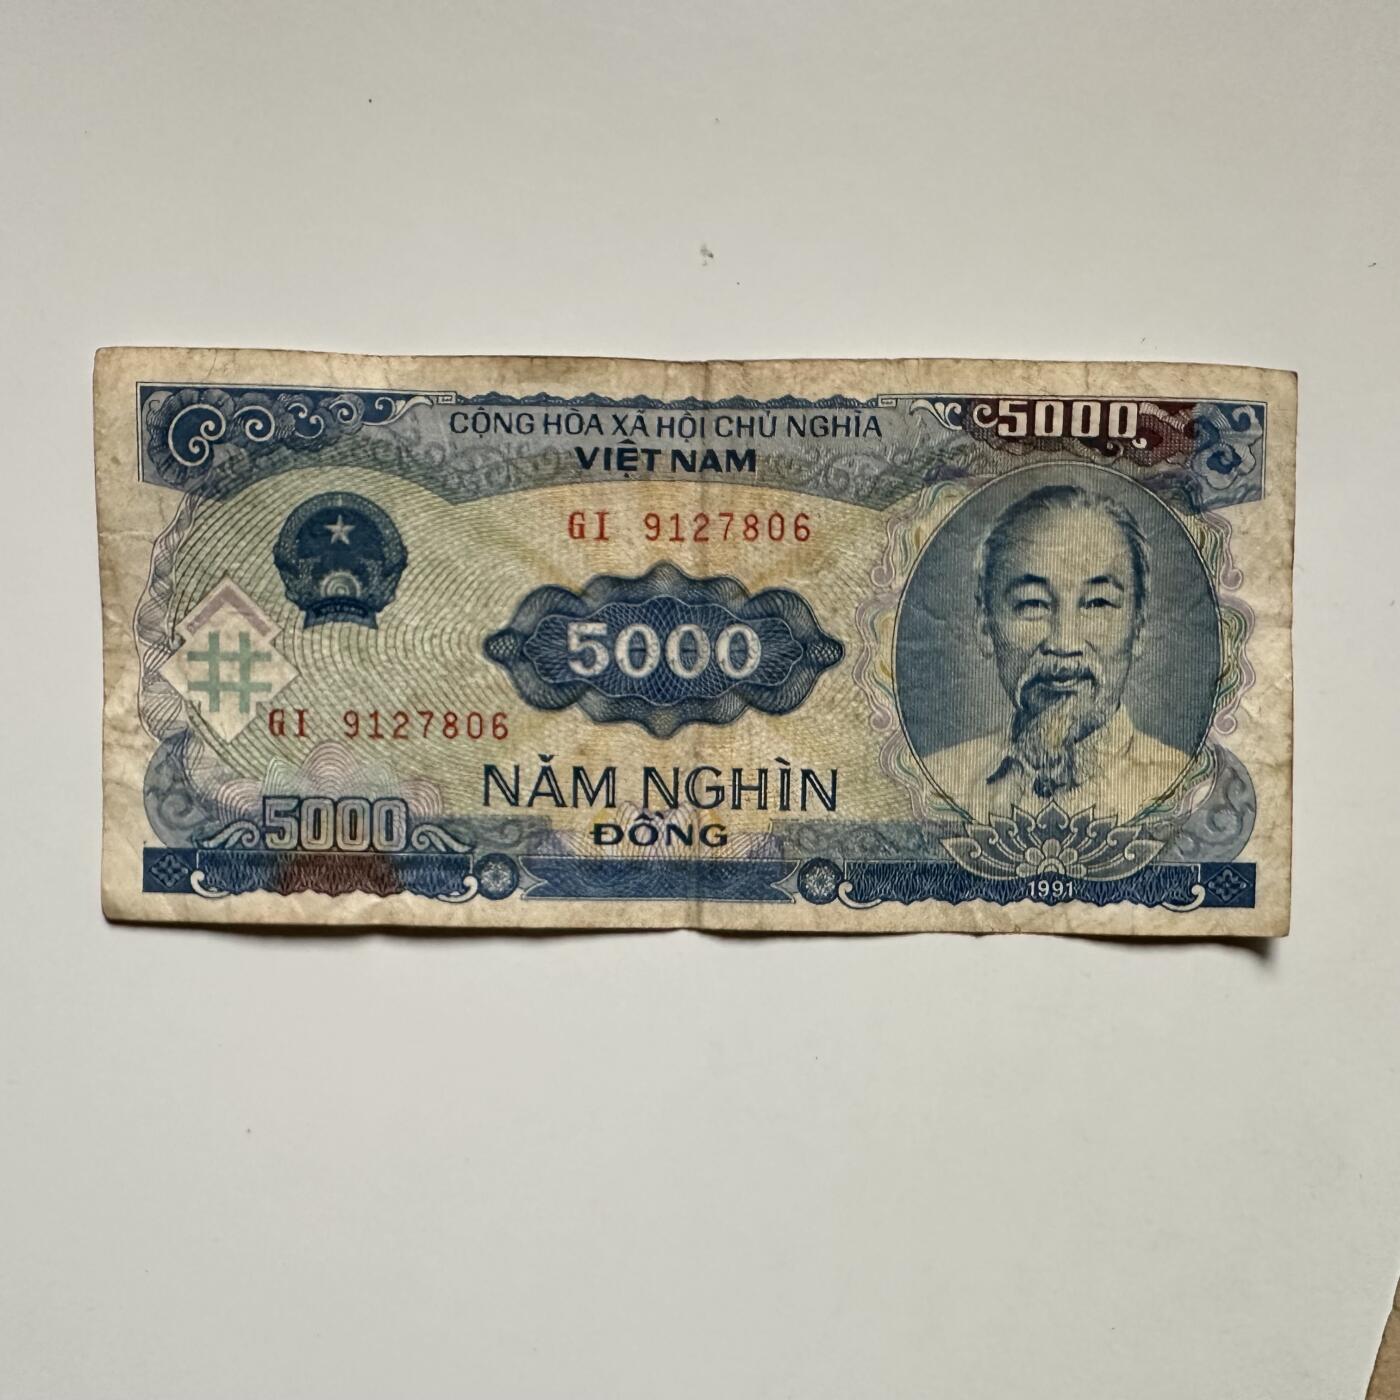 CỘNG HÒA XÃ HỘI CHỦ NGHĨA
VIỆT NAM
5000
GI 9127806
5000
GI 9127806
NĂM NGHÌN
ĐỒNG
5000
1991